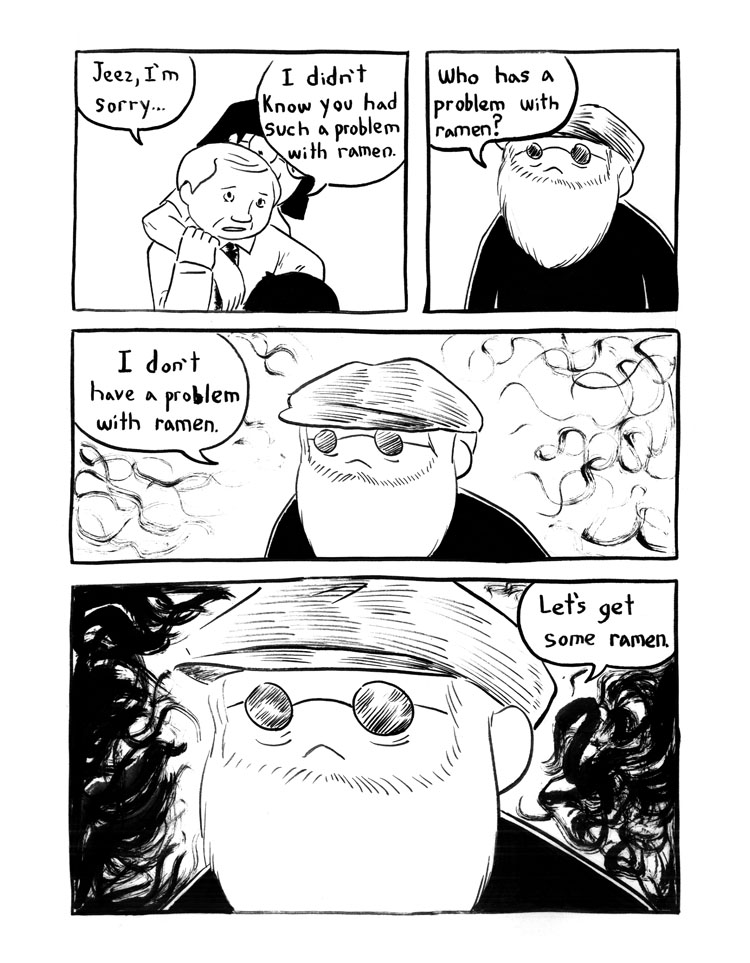 Jeez, I'm
sorry...
I didn't
Know you had
such a problem
with ramen.
Who has a
problem with
ramen?
I don't
have a problem
with ramen.
Let's get
some ramen.